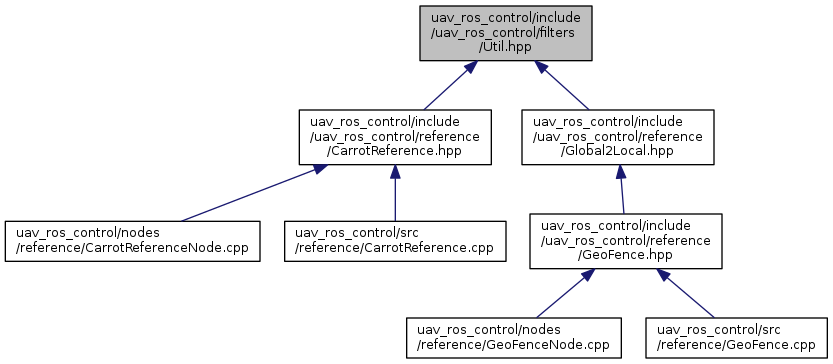 uav_ros_control/include
/uav_ros_control/filters
/Util.hpp
uav_ros_control/include
/uav_ros_control/reference
/CarrotReference.hpp
uav_ros_control/include
/uav_ros_control/reference
/Global2Local.hpp
uav_ros_control/nodes
/reference/CarrotReferenceNode.cpp
uav_ros_control/src
/reference/CarrotReference.cpp
uav_ros_control/include
/uav_ros_control/reference
/GeoFence.hpp
uav_ros_control/nodes
/reference/GeoFenceNode.cpp
uav_ros_control/src
/reference/GeoFence.cpp